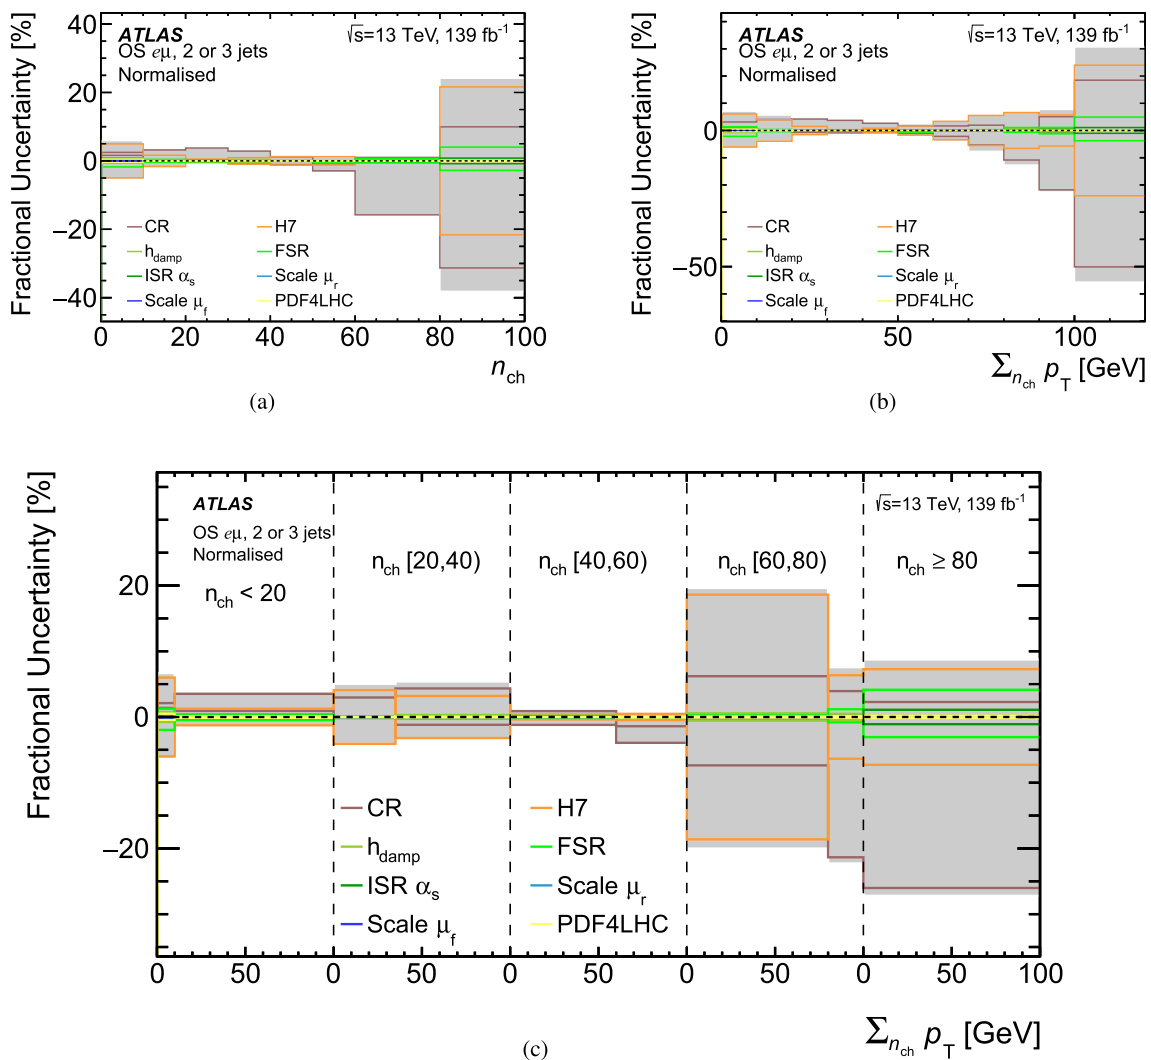 Fractional Uncertainty [%]
ATLAS
√s=13 TeV, 139 fb⁻¹
OS eμ, 2 or 3 jets
Normalised
40
20
0
−20
−40
CR
H7
h_damp
FSR
ISR α_s
Scale μ_r
Scale μ_f
PDF4LHC
0 20 40 60 80 100
n_ch
(a)
Fractional Uncertainty [%]
ATLAS
√s=13 TeV, 139 fb⁻¹
OS eμ, 2 or 3 jets
Normalised
0
−50
CR
H7
h_damp
FSR
ISR α_s
Scale μ_r
Scale μ_f
PDF4LHC
0 50 100
Σ_{n_ch} p_T [GeV]
(b)
Fractional Uncertainty [%]
ATLAS
√s=13 TeV, 139 fb⁻¹
OS eμ, 2 or 3 jets
Normalised
n_ch < 20
n_ch [20,40)
n_ch [40,60)
n_ch [60,80)
n_ch ≥ 80
20
0
−20
CR
H7
h_damp
FSR
ISR α_s
Scale μ_r
Scale μ_f
PDF4LHC
0 50 0 50 0 50 0 50 0 50 100
Σ_{n_ch} p_T [GeV]
(c)